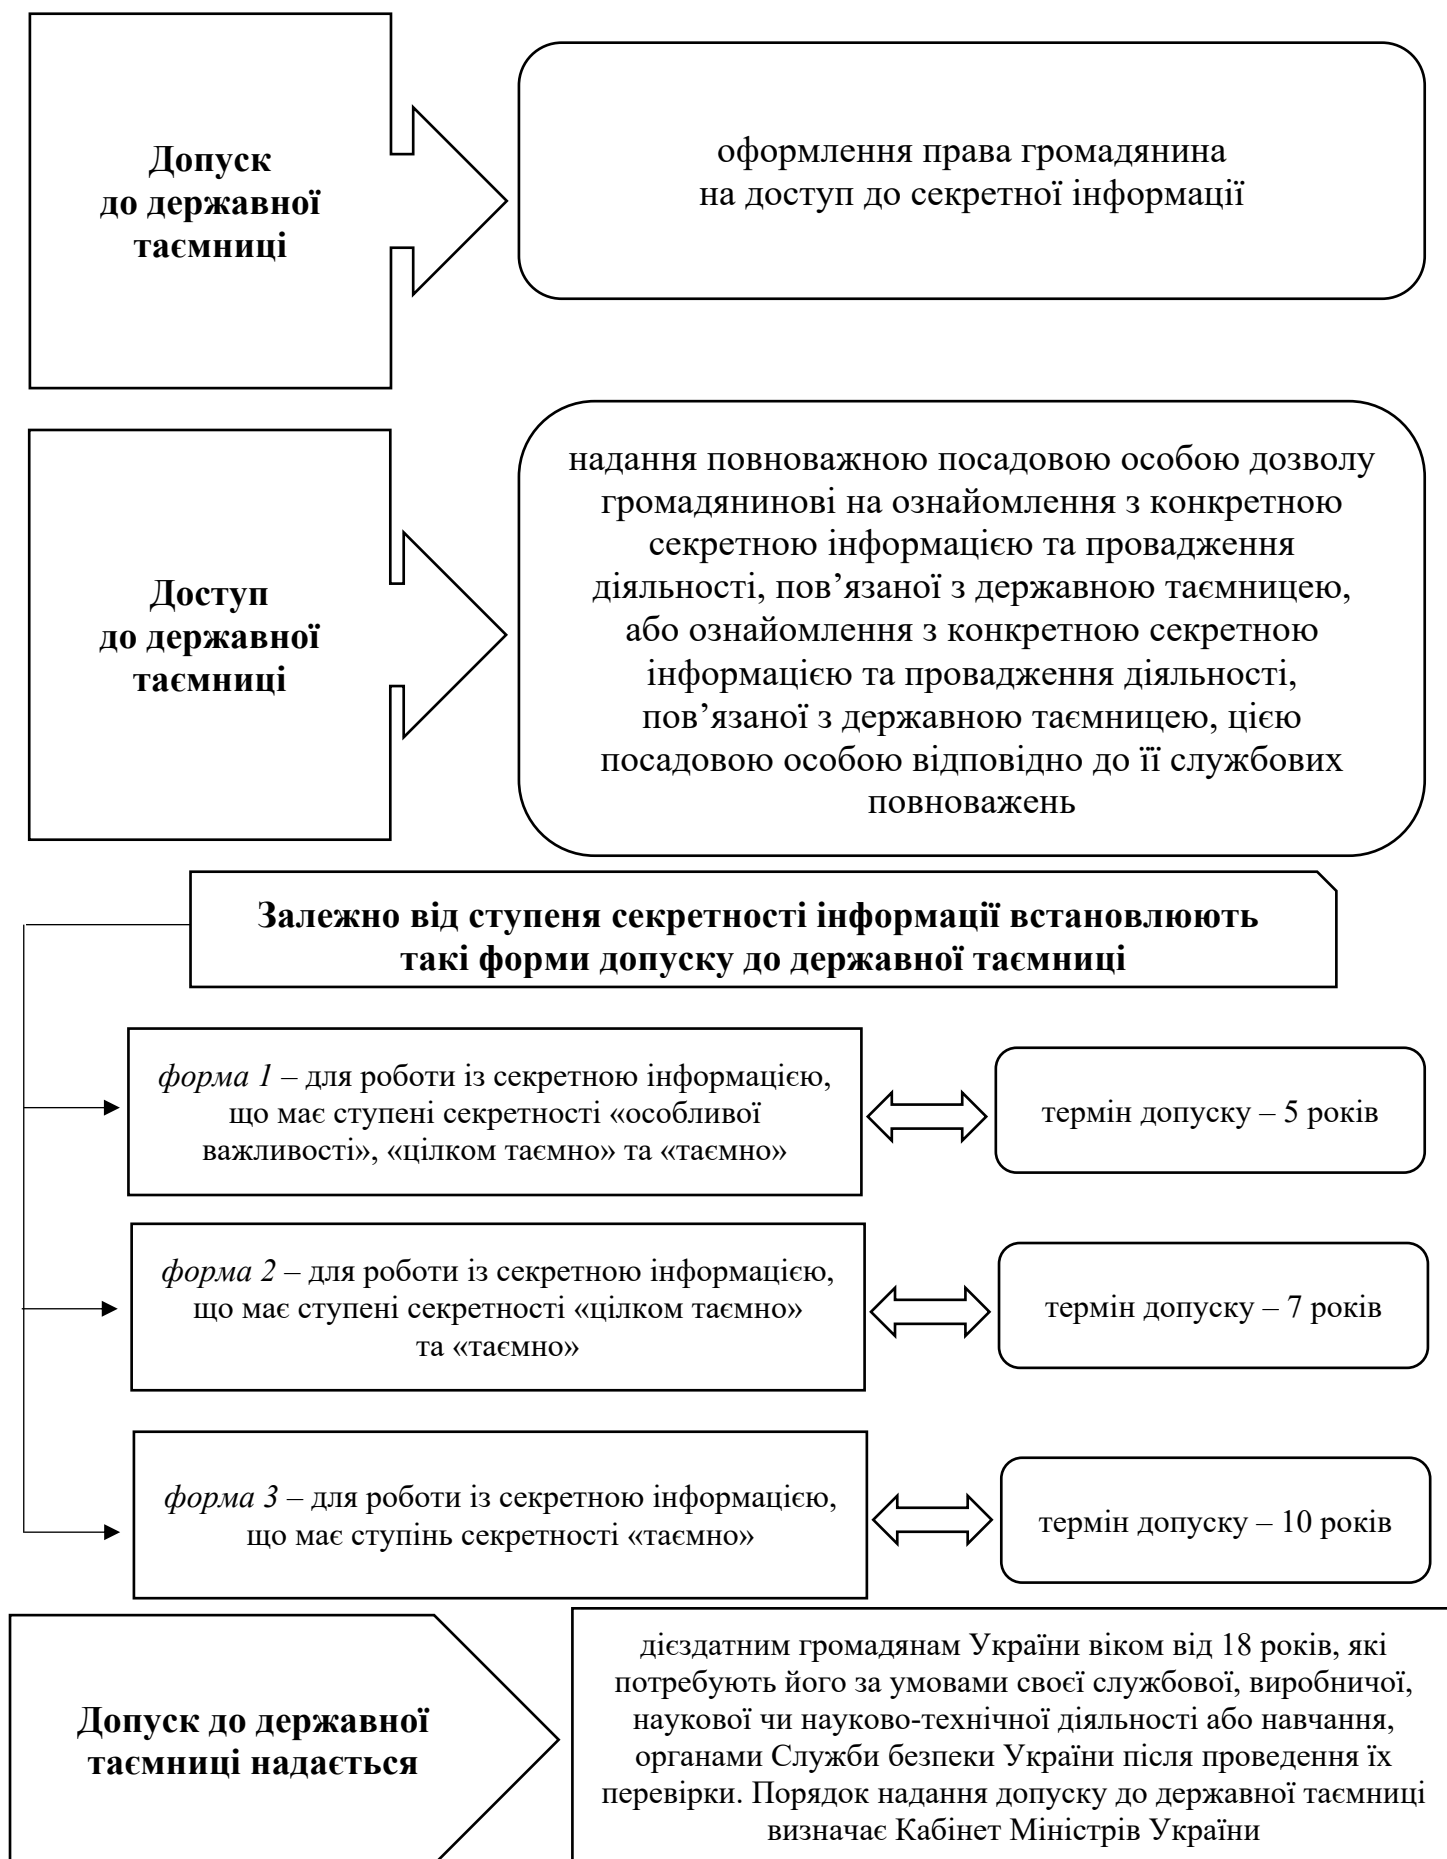 Допуск
до державної
таємниці
оформлення права громадянина
на доступ до секретної інформації
Доступ
до державної
таємниці
надання повноважною посадовою особою дозволу
громадянинові на ознайомлення з конкретною
секретною інформацією та провадження
діяльності, пов’язаної з державною таємницею,
або ознайомлення з конкретною секретною
інформацією та провадження діяльності,
пов’язаної з державною таємницею, цією
посадовою особою відповідно до її службових
повноважень
Залежно від ступеня секретності інформації встановлюють
такі форми допуску до державної таємниці
форма 1 – для роботи із секретною інформацією,
що має ступені секретності «особливої
важливості», «цілком таємно» та «таємно»
термін допуску – 5 років
форма 2 – для роботи із секретною інформацією,
що має ступені секретності «цілком таємно»
та «таємно»
термін допуску – 7 років
форма 3 – для роботи із секретною інформацією,
що має ступінь секретності «таємно»
термін допуску – 10 років
Допуск до державної
таємниці надається
дієздатним громадянам України віком від 18 років, які
потребують його за умовами своєї службової, виробничої,
наукової чи науково-технічної діяльності або навчання,
органами Служби безпеки України після проведення їх
перевірки. Порядок надання допуску до державної таємниці
визначає Кабінет Міністрів України